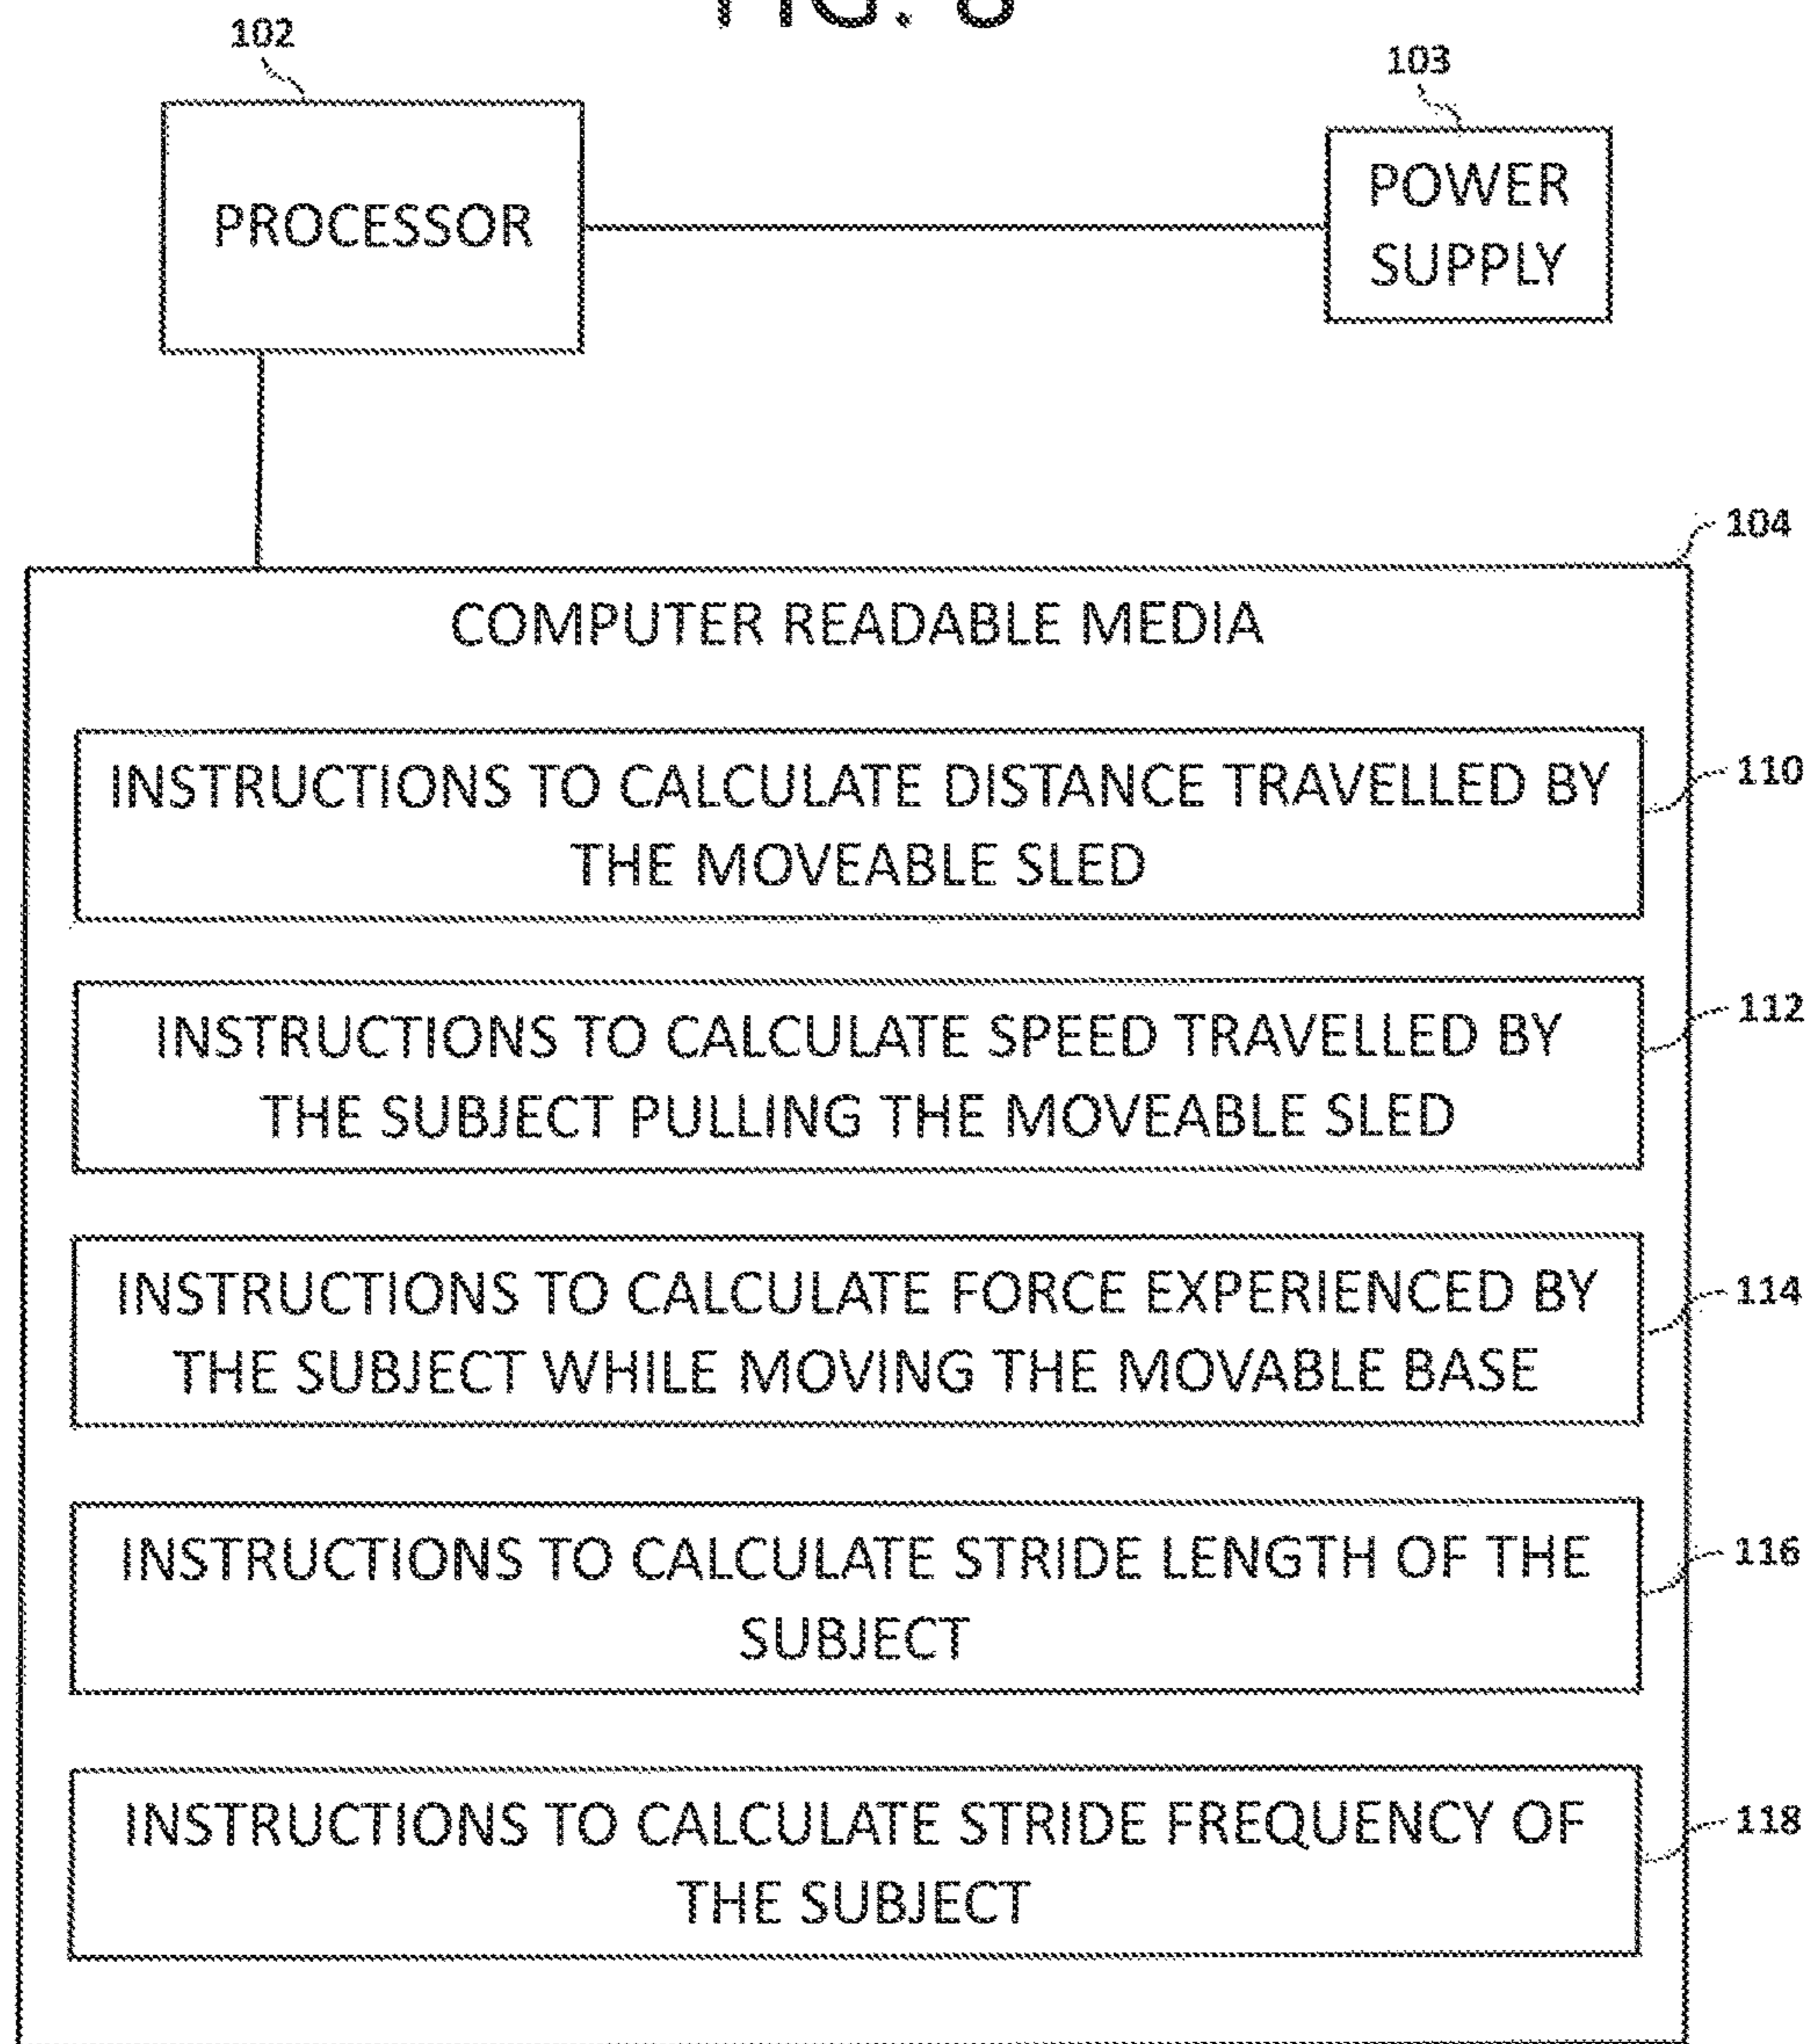 FIG. 8
102
103
PROCESSOR
POWER
SUPPLY
104
COMPUTER READABLE MEDIA
INSTRUCTIONS TO CALCULATE DISTANCE TRAVELLED BY
THE MOVEABLE SLED
110
INSTRUCTIONS TO CALCULATE SPEED TRAVELLED BY
THE SUBJECT PULLING THE MOVEABLE SLED
112
INSTRUCTIONS TO CALCULATE FORCE EXPERIENCED BY
THE SUBJECT WHILE MOVING THE MOVABLE BASE
114
INSTRUCTIONS TO CALCULATE STRIDE LENGTH OF THE
SUBJECT
116
INSTRUCTIONS TO CALCULATE STRIDE FREQUENCY OF
THE SUBJECT
118